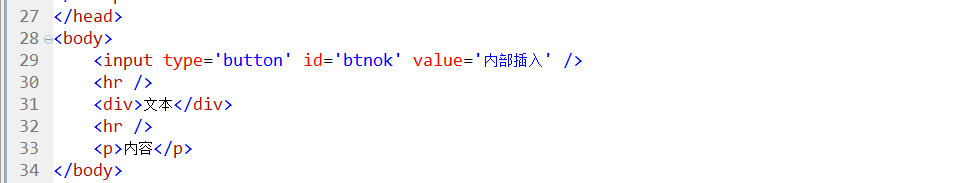 27 </head>
28 <body>
29 <input type='button' id='btnok' value='内部插入' />
30 <hr />
31 <div>文本</div>
32 <hr />
33 <p>内容</p>
34 </body>